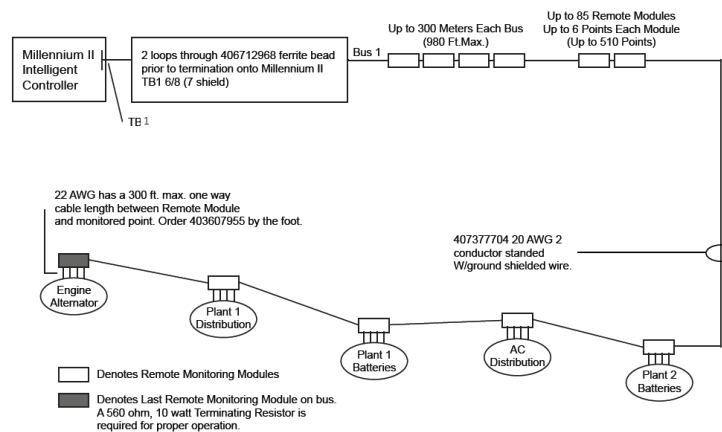 Up to 85 Remote Modules
Up to 300 Meters Each Bus
Up to 6 Points Each Module
(980 Ft.Max.)
(Up to 510 Points)
Millennium II
Intelligent
Controller
2 loops through 406712968 ferrite bead
prior to termination onto Millennium II
TB1 6/8 (7 shield)
Bus 1
TB 1
22 AWG has a 300 ft. max. one way
cable length between Remote Module
and monitored point. Order 403607955 by the foot.
407377704 20 AWG 2
conductor standed
W/ground shielded wire.
Engine
Alternator
Plant 1
Distribution
Plant 1
Batteries
AC
Distribution
Plant 2
Batteries
Denotes Remote Monitoring Modules
Denotes Last Remote Monitoring Module on bus.
A 560 ohm, 10 watt Terminating Resistor is
required for proper operation.